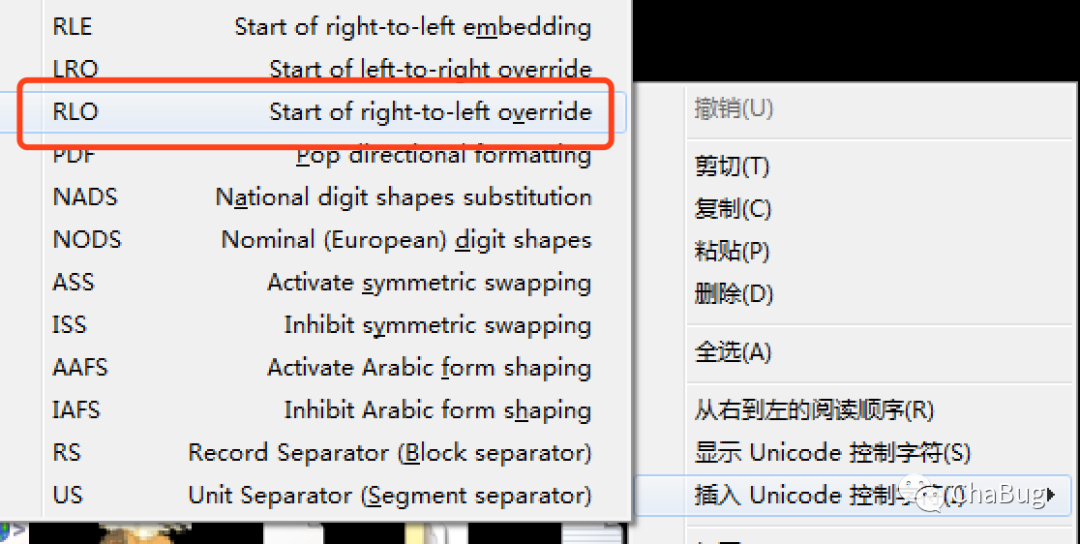 RLE Start of right-to-left embedding
LRO Start of left-to-right override
RLO Start of right-to-left override
PDF Pop directional formatting
NADS National digit shapes substitution
NODS Nominal (European) digit shapes
ASS Activate symmetric swapping
ISS Inhibit symmetric swapping
AAFS Activate Arabic form shaping
IAFS Inhibit Arabic form shaping
RS Record Separator (Block separator)
US Unit Separator (Segment separator)
撤销(U)
剪切(T)
复制(C)
粘贴(P)
删除(D)
全选(A)
从右到左的阅读顺序(R)
显示 Unicode 控制字符(S)
插入 Unicode 控制字符(I)
ChaBug